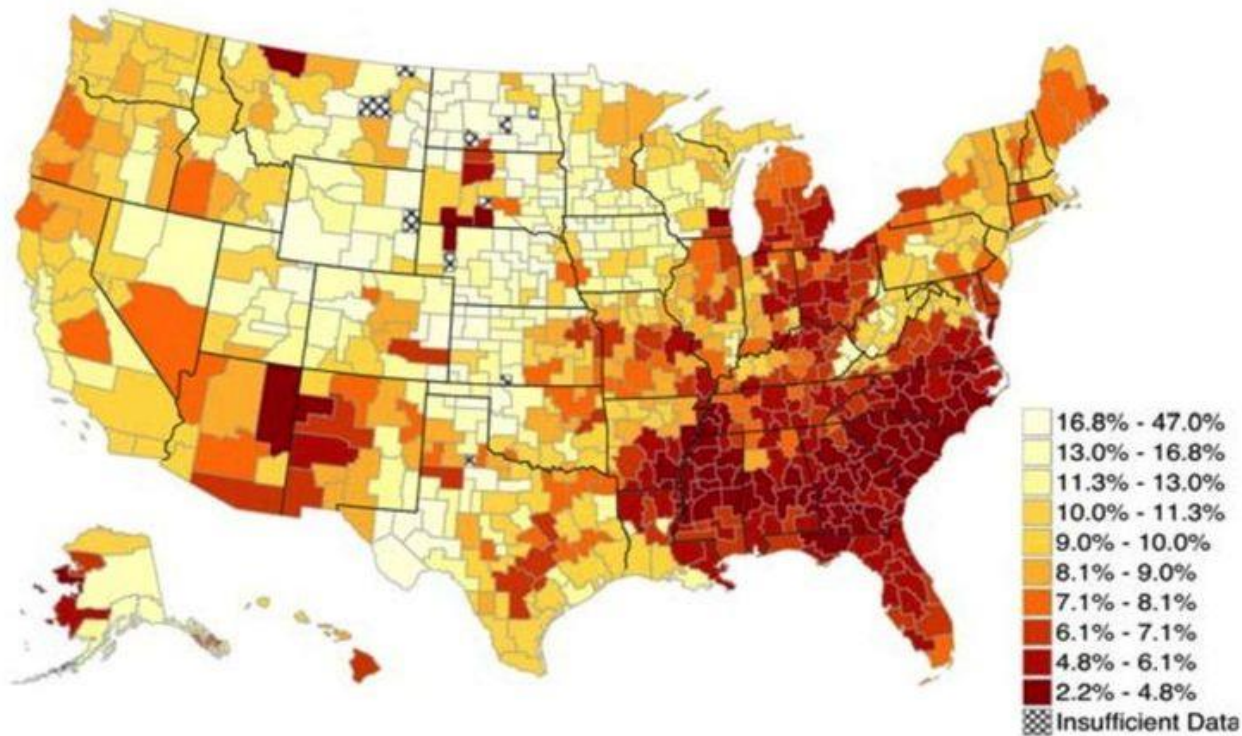 16.8% - 47.0%
13.0% - 16.8%
11.3% - 13.0%
10.0% - 11.3%
9.0% - 10.0%
8.1% - 9.0%
7.1% - 8.1%
6.1% - 7.1%
4.8% - 6.1%
2.2% - 4.8%
Insufficient Data